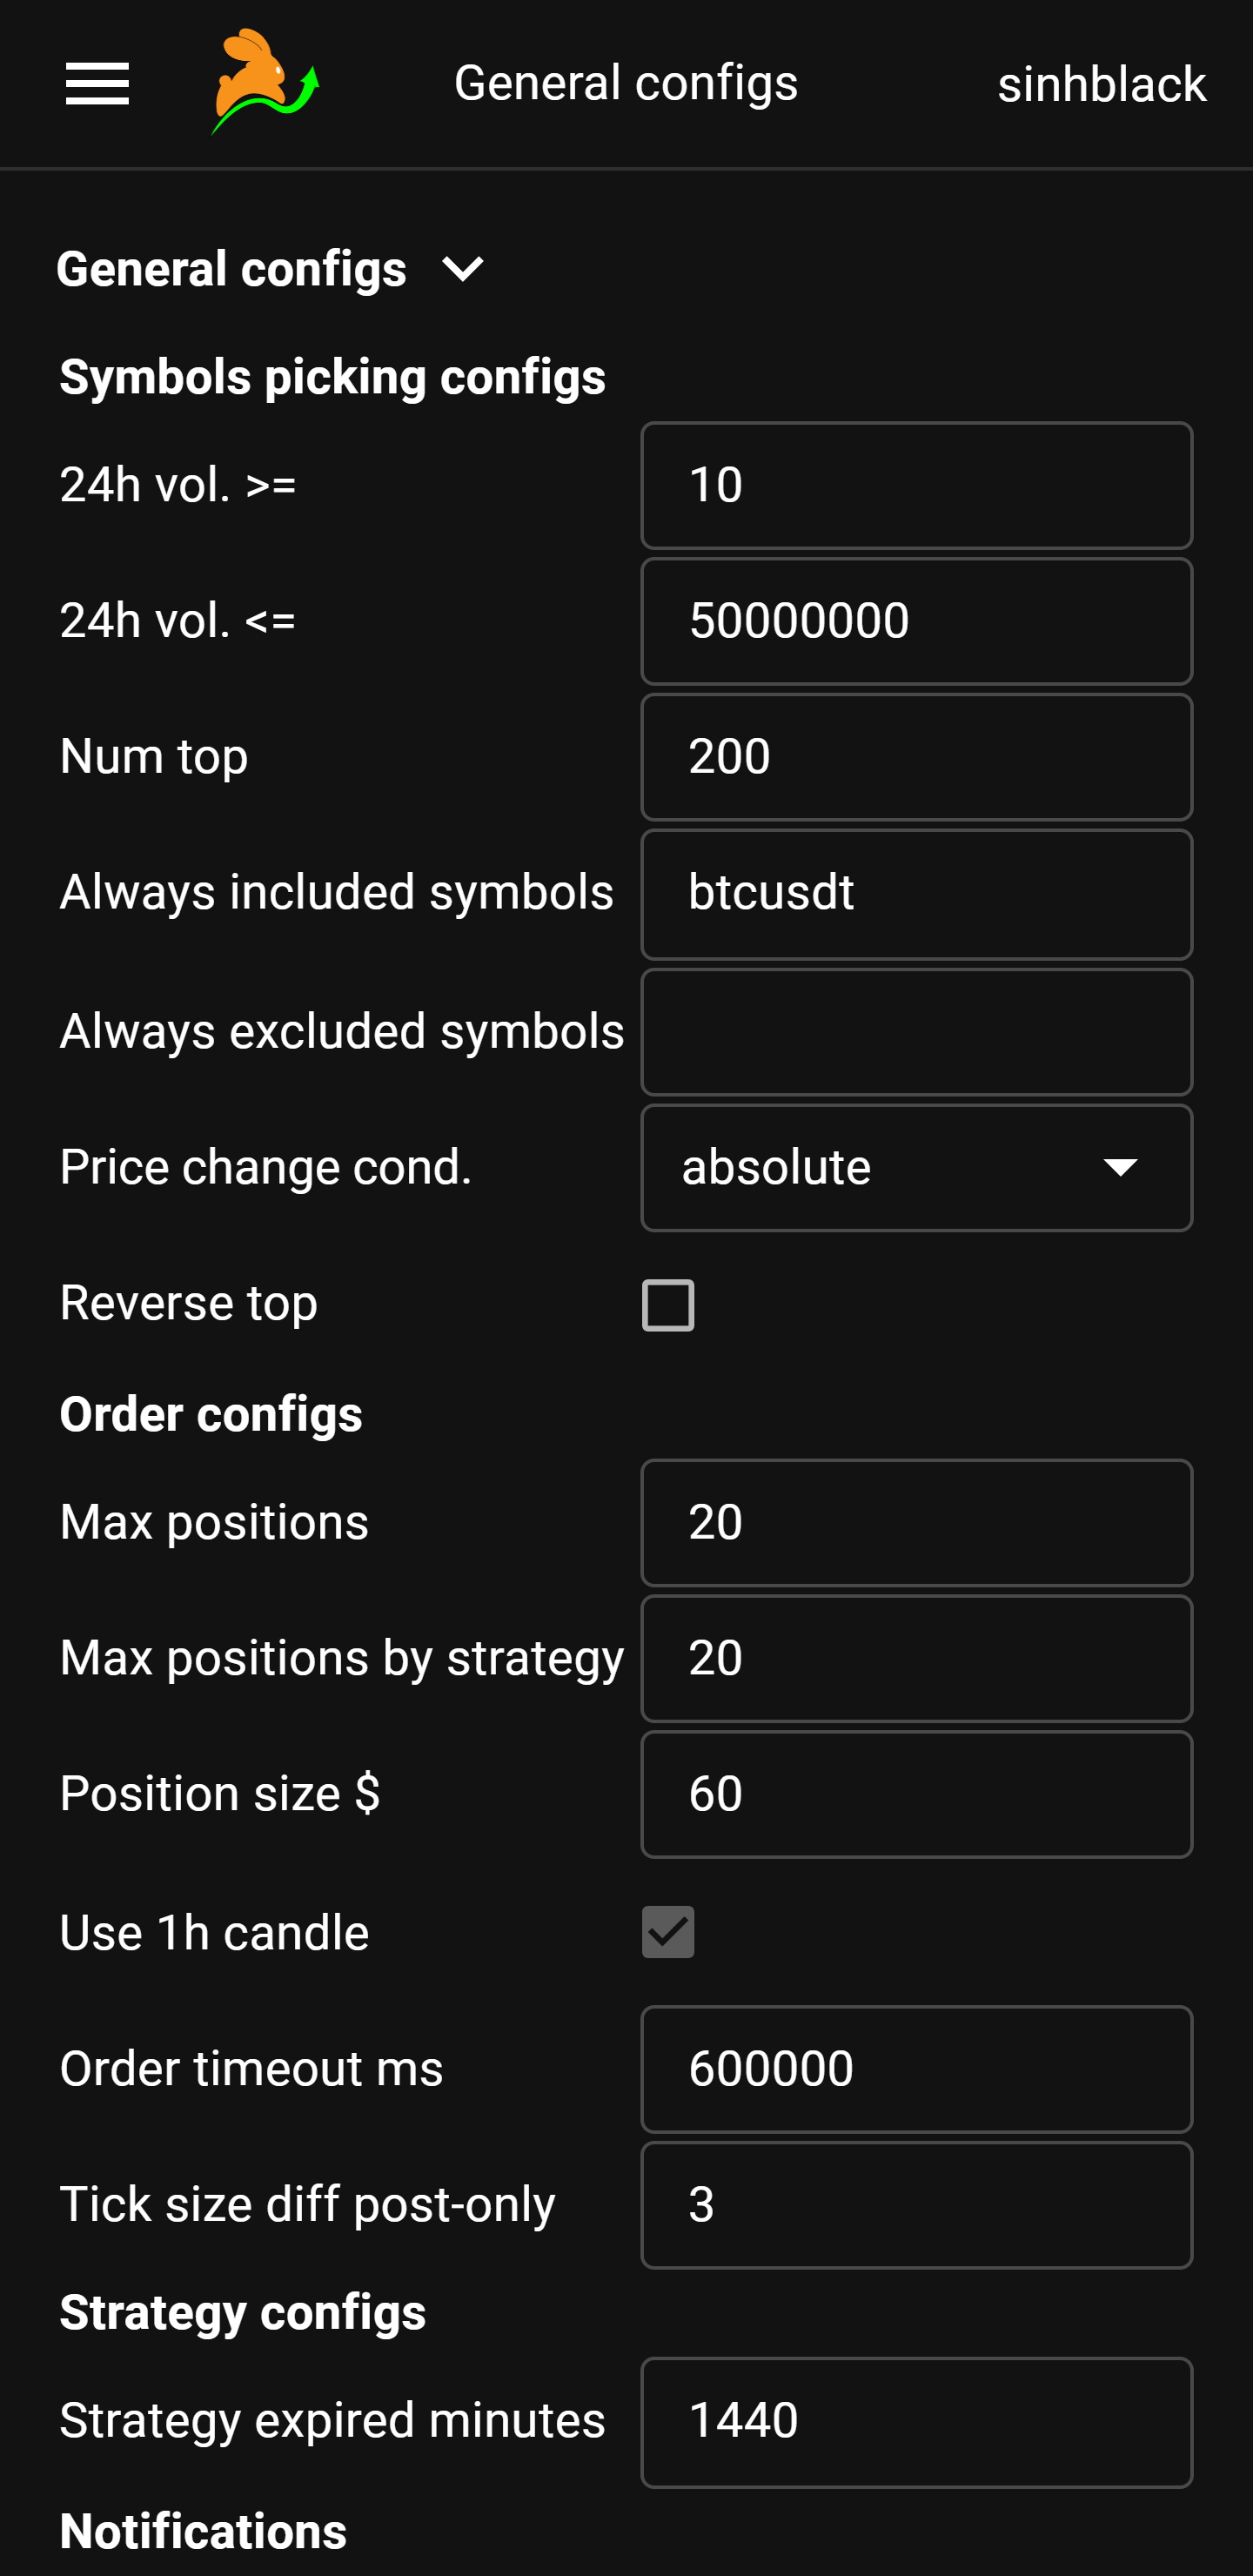 General configs
sinhblack
General configs
Symbols picking configs
24h vol. >= 10
24h vol. <= 50000000
Num top 200
Always included symbols btcusdt
Always excluded symbols
Price change cond. absolute
Reverse top
Order configs
Max positions 20
Max positions by strategy 20
Position size $ 60
Use 1h candle
Order timeout ms 600000
Tick size diff post-only 3
Strategy configs
Strategy expired minutes 1440
Notifications